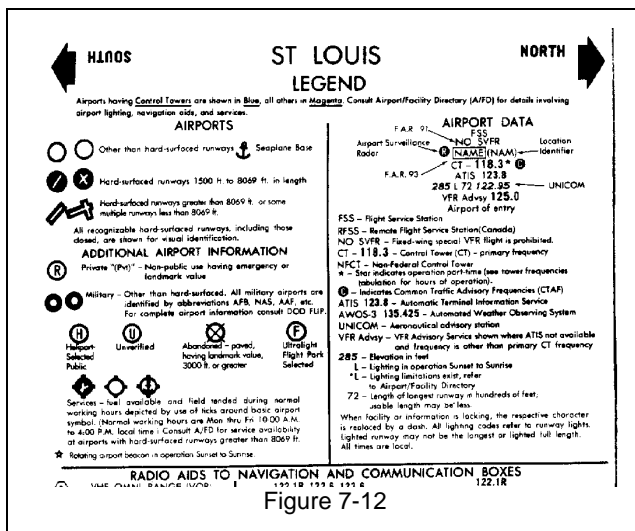 SOUTH
ST LOUIS
NORTH
LEGEND
Airports having Control Towers are shown in Blue, all others in Magenta. Consult Airport/Facility Directory (A/FD) for details involving
airport lighting, navigation aids, and services.
AIRPORTS
Other than hard-surfaced runways
Seaplane Base
Hard-surfaced runways 1500 ft. to 8069 ft. in length
Hard-surfaced runways greater than 8069 ft. or some
multiple runways less than 8069 ft.
All recognizable hard-surfaced runways, including those
closed, are shown for visual identification.
ADDITIONAL AIRPORT INFORMATION
R
Private "(Pvt)" - Non-public use having emergency or
landmark value
Military - Other than hard-surfaced. All military airports are
identified by abbreviations AFB, NAS, AAF, etc.
For complete airport information consult DOD FLIP.
H
U
F
Heliport-
Selected
Public
Unverified
Abandoned - paved,
having landmark value,
3000 ft. or greater
Ultralight
Flight Park
Selected
Services - fuel available and field tended during normal
working hours depicted by use of ticks around basic airport
symbol. (Normal working hours are Mon thru Fri 10:00 A.M.
to 4:00 P.M. local time.) Consult A/FD for service availability
at airports with hard-surfaced runways greater than 8069 ft.
Rotating airport beacon in operation Sunset to Sunrise.
AIRPORT DATA
F.A.R. 91
FSS
NO SVFR
Airport Surveillance
Radar
R NAME (NAM)
Location
Identifier
F.A.R. 93
CT - 118.3* C
ATIS 123.8
285 L 72 122.95
UNICOM
VFR Advsy 125.0
Airport of entry
FSS - Flight Service Station
RFSS - Remote Flight Service Station(Canada)
NO SVFR - Fixed-wing special VFR flight is prohibited.
CT - 118.3 - Control Tower (CT) - primary frequency
NFCT - Non-Federal Control Tower
* - Star indicates operation part-time (see tower frequencies
tabulation for hours of operation).
C - Indicates Common Traffic Advisory Frequencies (CTAF)
ATIS 123.8 - Automatic Terminal Information Service
AWOS-3 135.425 - Automated Weather Observing System
UNICOM - Aeronautical advisory station
VFR Advsy - VFR Advisory Service shown where ATIS not available
and frequency is other than primary CT frequency
285 - Elevation in feet
L - Lighting in operation Sunset to Sunrise
*L - Lighting limitations exist, refer
to Airport/Facility Directory
72 - Length of longest runway in hundreds of feet;
usable length may be less.
When facility or information is lacking, the respective character
is replaced by a dash. All lighting codes refer to runway lights.
Lighted runway may not be the longest or lighted full length.
All times are local.
RADIO AIDS TO NAVIGATION AND COMMUNICATION BOXES
VHF OMNI RANGE (VOR)
122.1R
Figure 7-12